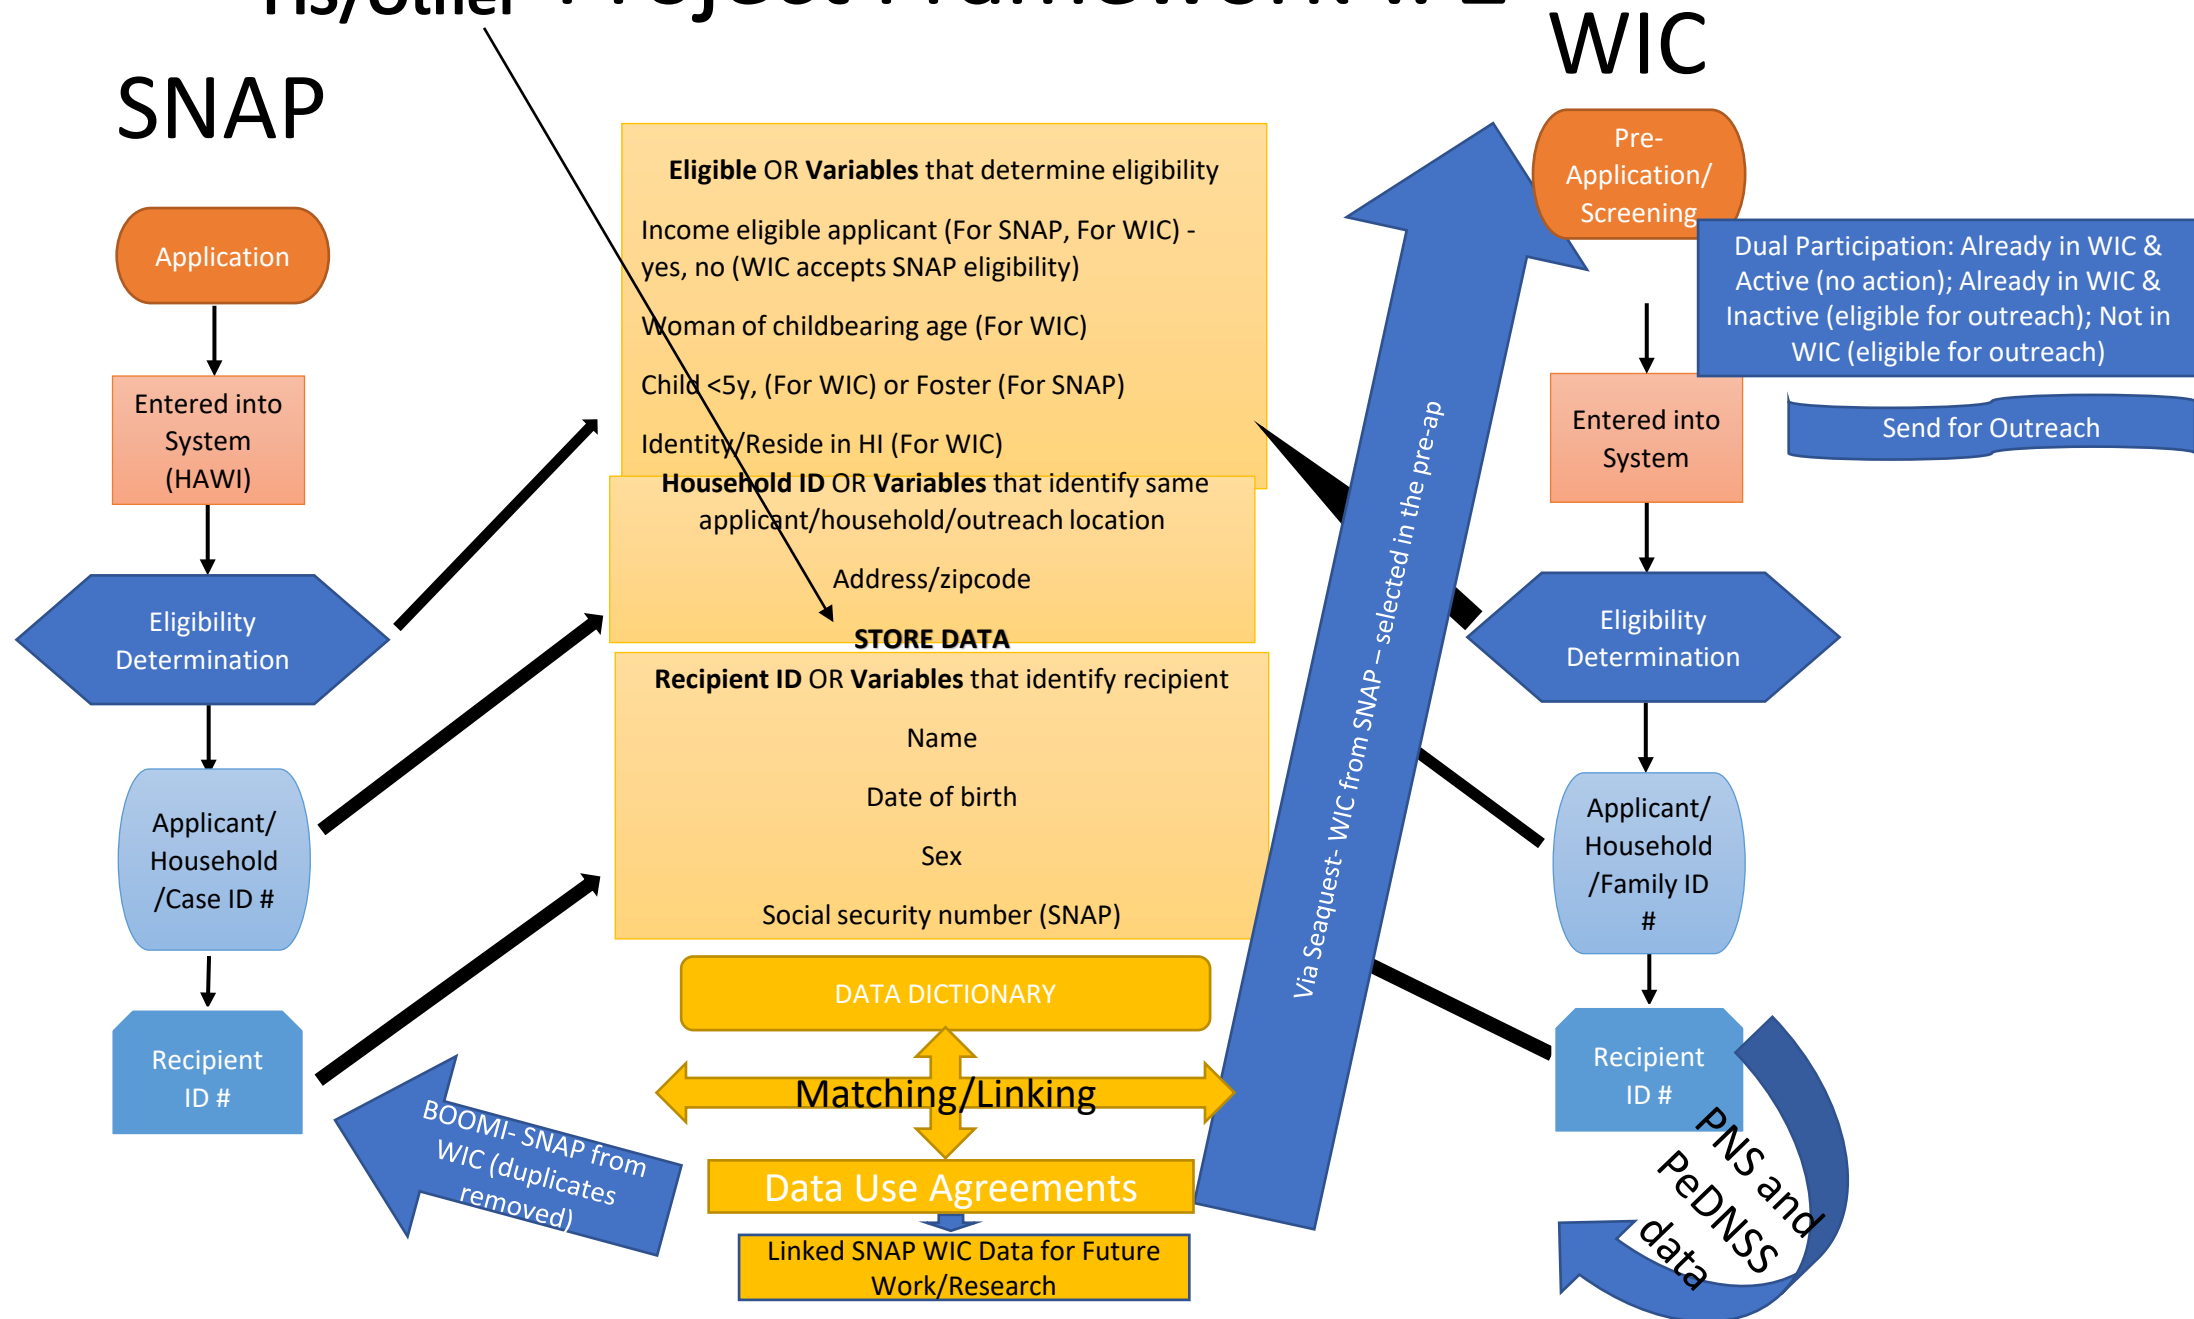 WIC
SNAP
Application
Entered into
System
(HAWI)
Eligibility
Determination
Applicant/
Household
/Case ID #
Recipient
ID #
Eligible OR Variables that determine eligibility
Income eligible applicant (For SNAP, For WIC) -
yes, no (WIC accepts SNAP eligibility)
Woman of childbearing age (For WIC)
Child <5y, (For WIC) or Foster (For SNAP)
Identity/Reside in HI (For WIC)
Household ID OR Variables that identify same
applicant/household/outreach location
Address/zipcode
STORE DATA
Recipient ID OR Variables that identify recipient
Name
Date of birth
Sex
Social security number (SNAP)
DATA DICTIONARY
Matching/Linking
Data Use Agreements
Linked SNAP WIC Data for Future
Work/Research
BOOMI- SNAP from
WIC (duplicates
removed)
Via Seaquest- WIC from SNAP – selected in the pre-ap
Pre-
Application/
Screening
Dual Participation: Already in WIC &
Active (no action); Already in WIC &
Inactive (eligible for outreach); Not in
WIC (eligible for outreach)
Send for Outreach
Entered into
System
Eligibility
Determination
Applicant/
Household
/Family ID
#
Recipient
ID #
PNS and
PeDNSS
data